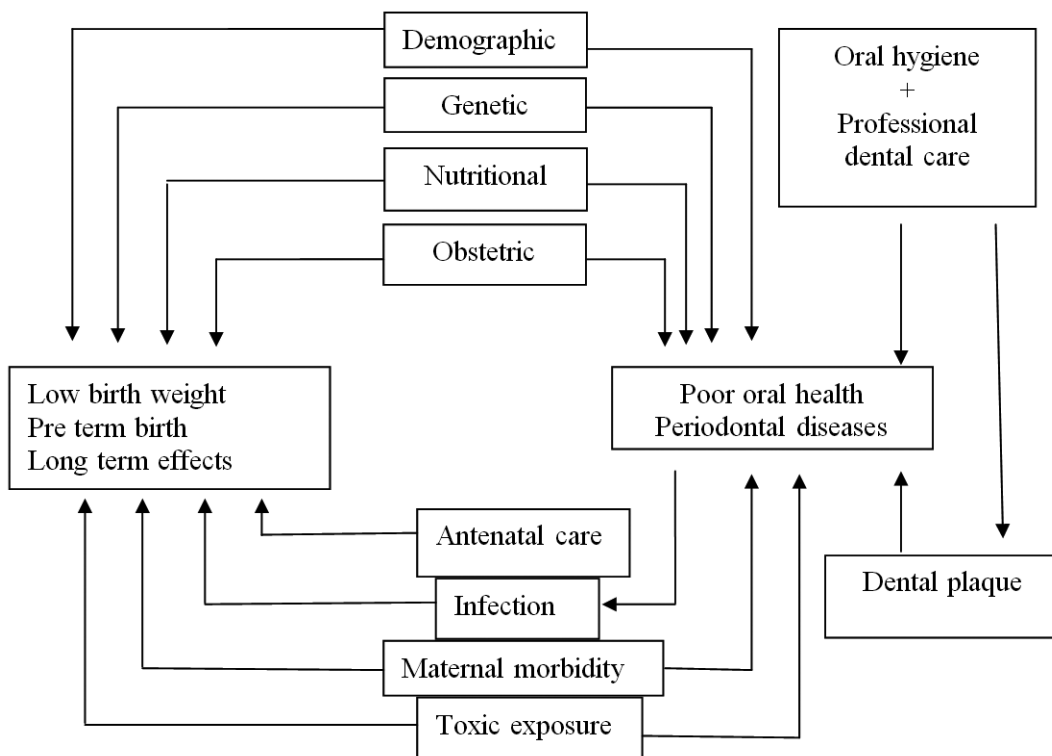 Demographic
Genetic
Nutritional
Obstetric
Oral hygiene
+
Professional
dental care
Low birth weight
Pre term birth
Long term effects
Poor oral health
Periodontal diseases
Antenatal care
Infection
Maternal morbidity
Toxic exposure
Dental plaque